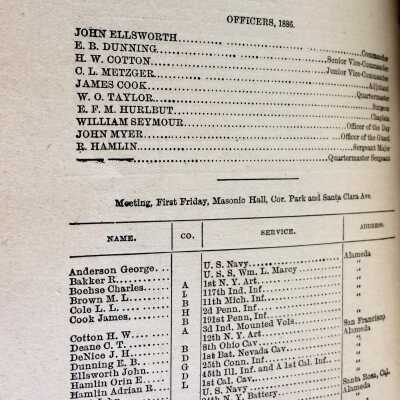 OFFICERS, 1886.
JOHN ELLSWORTH Commander
E. B. DUNNING Senior Vice-Commander
H. W. COTTON Junior Vice-Commander
C. L. METZGER Adjutant
JAMES COOK Quartermaster
W. O. TAYLOR Surgeon
E. F. M. HURLBUT Chaplain
WILLIAM SEYMOUR Officer of the Day
JOHN MYER Officer of the Guard
R. HAMLIN Sergeant Major
Quartermaster Sergeant
Meeting, First Friday, Masonic Hall, Cor. Park and Santa Clara Ave.
NAME. CO. SERVICE. ADDRESS.
Anderson George U. S. Navy Alameda
Bakker R. U. S. S. Wm. L. Marcy "
Boehse Charles A 1st N. Y. Art "
Brown M. L. L 117th Ind. Inf "
Cole L. L. B 11th Mich. Inf "
Cook James H 2d Penn. Inf "
B 191st Penn. Inf "
Cotton H. W. A 3d Ind. Mounted Vols San Francisco
Deane C. T. 12th N. Y. Art Alameda
DeNice J. H. B 8th Ohio Cav "
Dunning E. B. D 1st Bat. Nevada Cav "
Ellsworth John G 25th Conn. Inf "
Hamlin Orin E. D 45th Ill. Inf. and A 1st Cal. Inf "
Hamlin Adrian R. L 1st Cal. Cav "
U. S. Navy Santa Rosa, Cal
N. Y. Battery Alameda